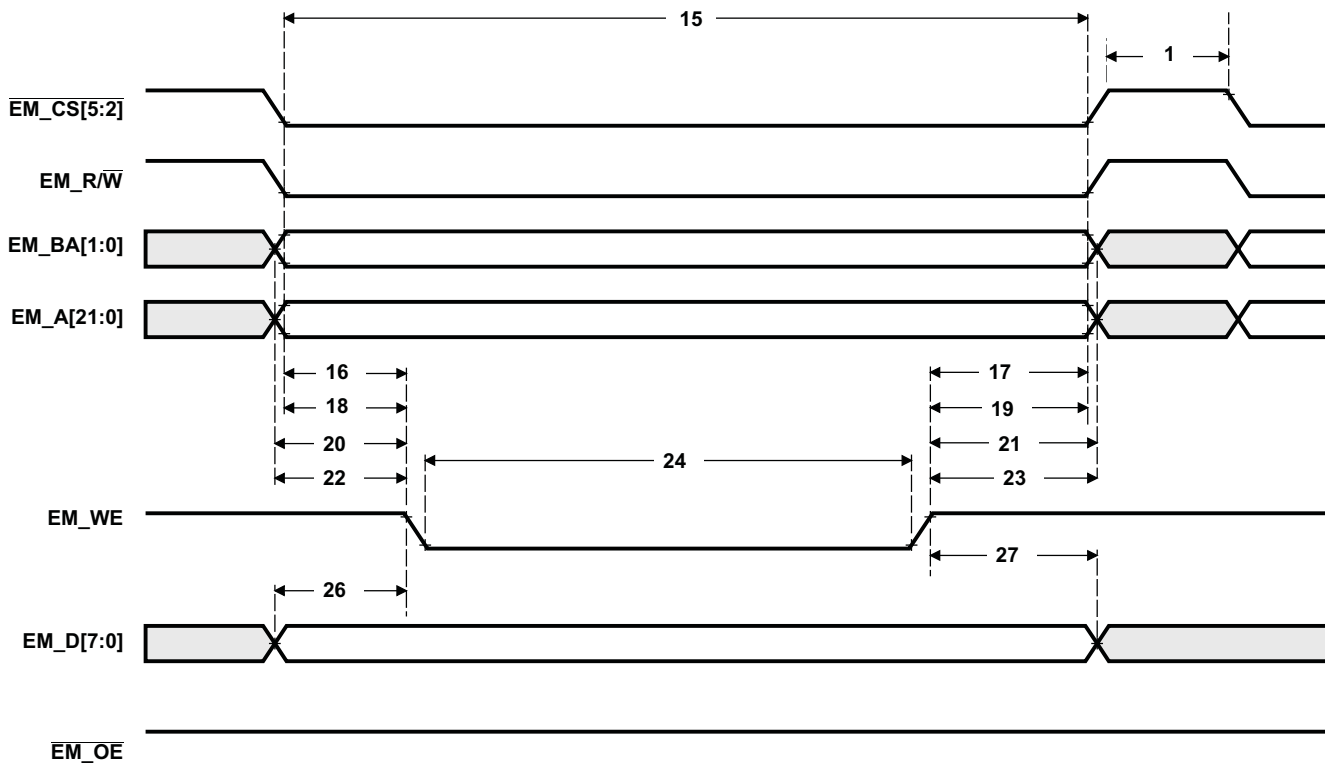 15
1
EM_CS[5:2]
EM_R/W
EM_BA[1:0]
EM_A[21:0]
16
17
18
19
20
21
22
23
24
EM_WE
27
26
EM_D[7:0]
EM_OE